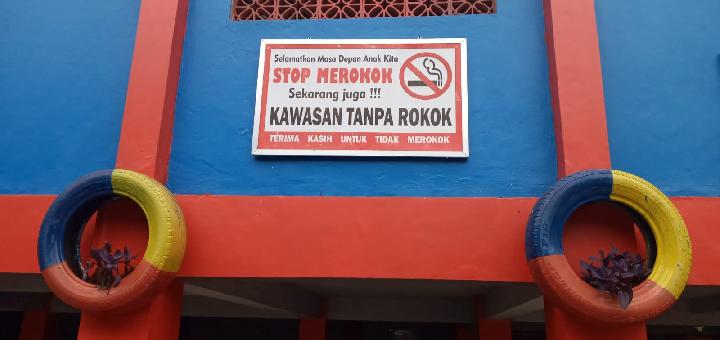 Selamatkan Masa Depan Anak Kita
STOP MEROKOK
Sekarang juga !!!
KAWASAN TANPA ROKOK
TERIMA KASIH UNTUK TIDAK MEROKOK